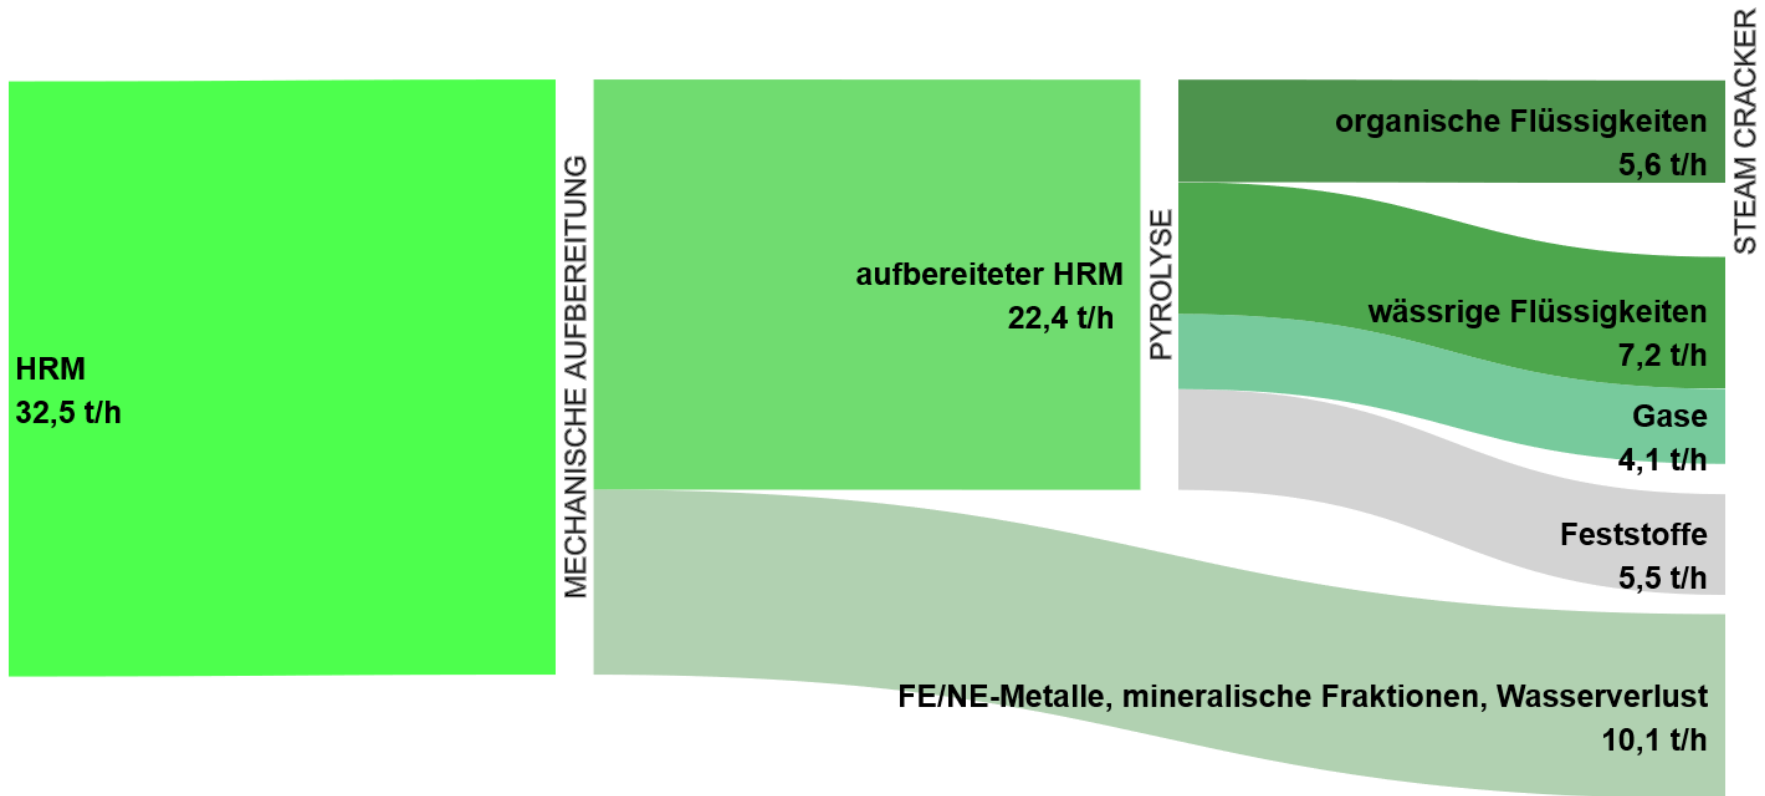 HRM
32,5 t/h
MECHANISCHE AUFBEREITUNG
aufbereiteter HRM
22,4 t/h
PYROLYSE
organische Flüssigkeiten
5,6 t/h
wässrige Flüssigkeiten
7,2 t/h
Gase
4,1 t/h
Feststoffe
5,5 t/h
FE/NE-Metalle, mineralische Fraktionen, Wasserverlust
10,1 t/h
STEAM CRACKER